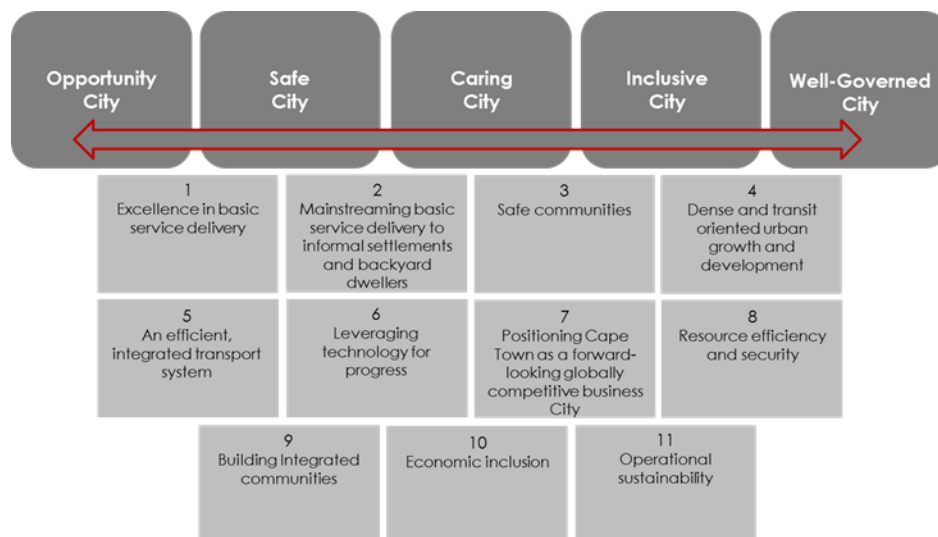 Opportunity
City
Safe
City
Caring
City
Inclusive
City
Well-Governed
City
1
Excellence in basic
service delivery
2
Mainstreaming basic
service delivery to
informal settlements
and backyard
dwellers
3
Safe communities
4
Dense and transit
oriented urban
growth and
development
5
An efficient,
integrated transport
system
6
Leveraging
technology for
progress
7
Positioning Cape
Town as a forward-
looking globally
competitive business
City
8
Resource efficiency
and security
9
Building Integrated
communities
10
Economic inclusion
11
Operational
sustainability